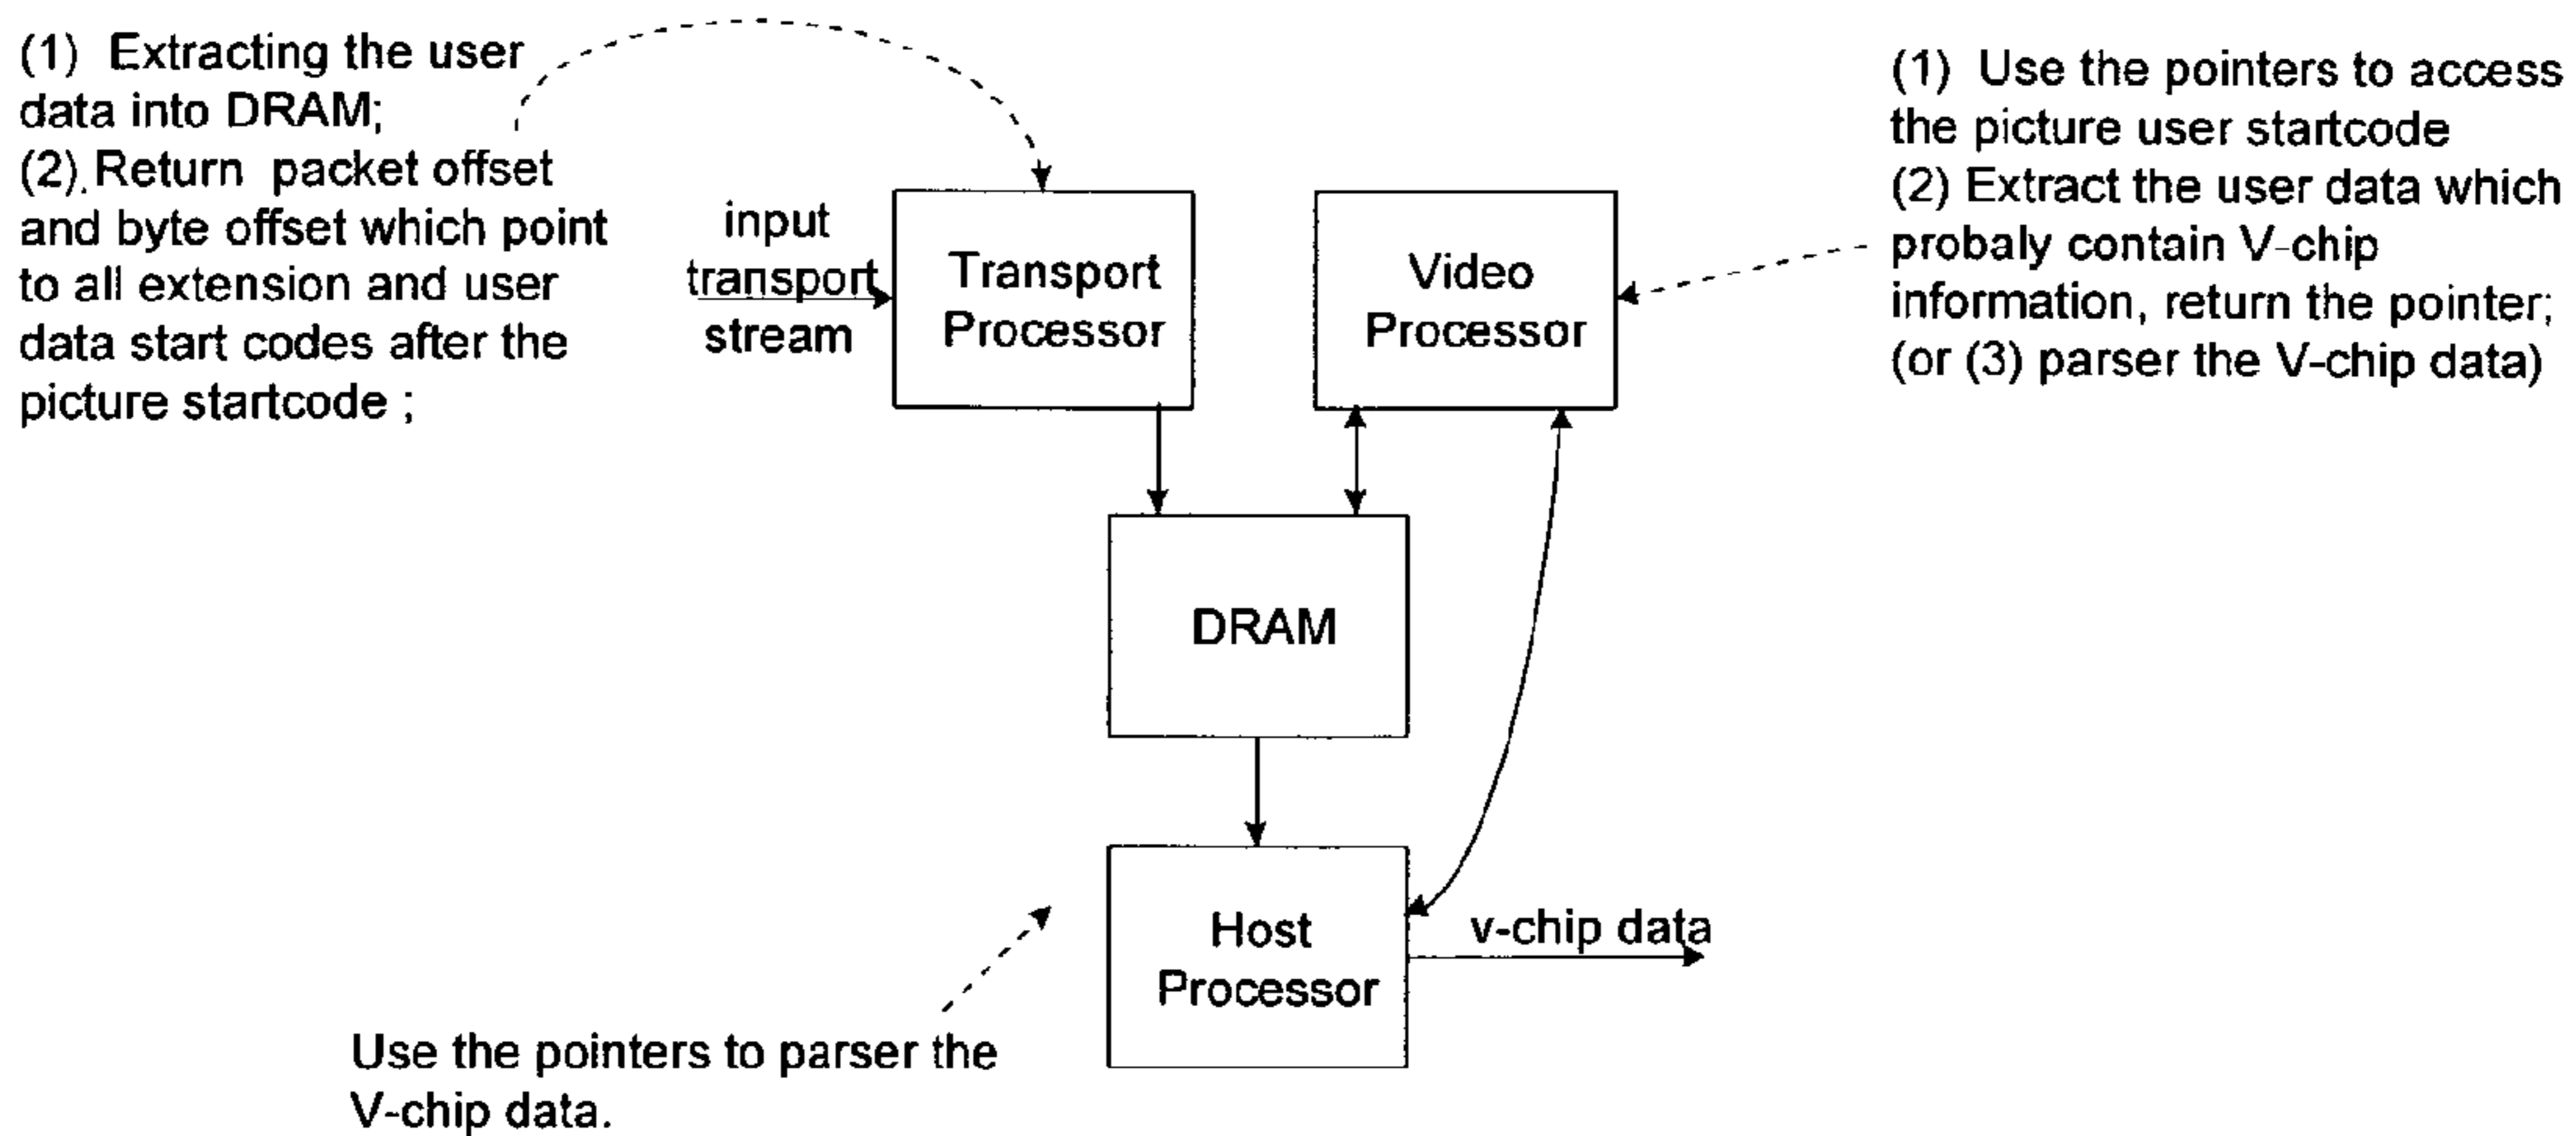 (1) Extracting the user
data into DRAM;
(2). Return packet offset
and byte offset which point
to all extension and user
data start codes after the
picture startcode ;
input
transport
stream
Transport
Processor
Video
Processor
(1) Use the pointers to access
the picture user startcode
(2) Extract the user data which
probaly contain V-chip
information, return the pointer;
(or (3) parser the V-chip data)
DRAM
Host
Processor
v-chip data
Use the pointers to parser the
V-chip data.